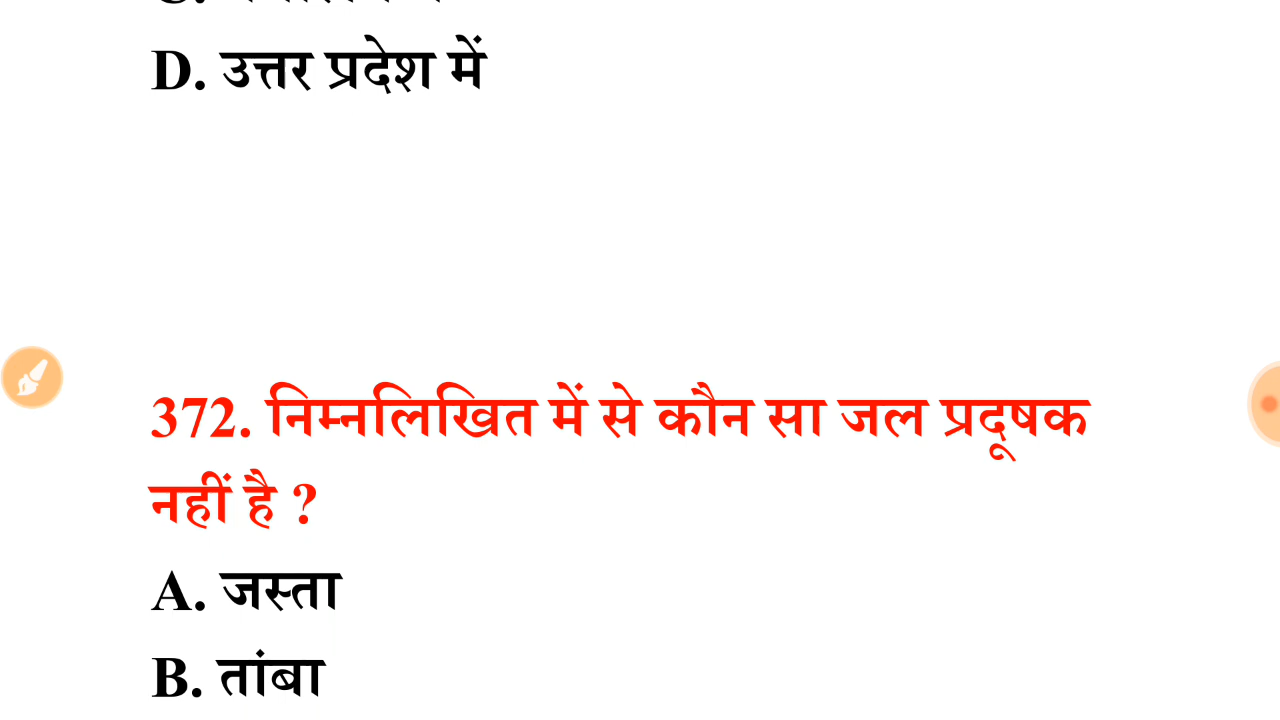 D. उत्तर प्रदेश में
372. निम्नलिखित में से कौन सा जल प्रदूषक
नहीं है ?
A. जस्ता
B. तांबा